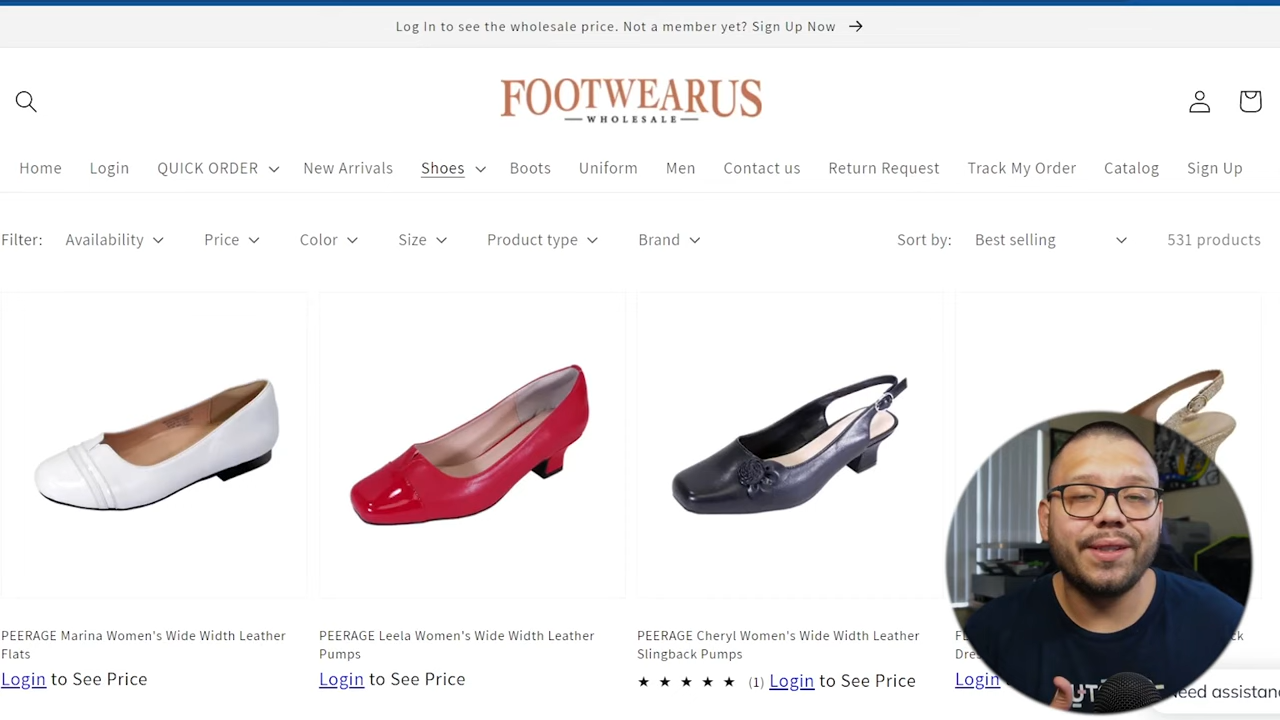 Log In to see the wholesale price. Not a member yet? Sign Up Now
FOOTWEARUS
WHOLESALE
Home Login QUICK ORDER New Arrivals Shoes Boots Uniform Men Contact us Return Request Track My Order Catalog Sign Up
Filter: Availability Price Color Size Product type Brand Sort by: Best selling 531 products
PEERAGE Marina Women's Wide Width Leather
Flats
Login to See Price
PEERAGE Leela Women's Wide Width Leather
Pumps
Login to See Price
PEERAGE Cheryl Women's Wide Width Leather
Slingback Pumps
(1) Login to See Price
Login